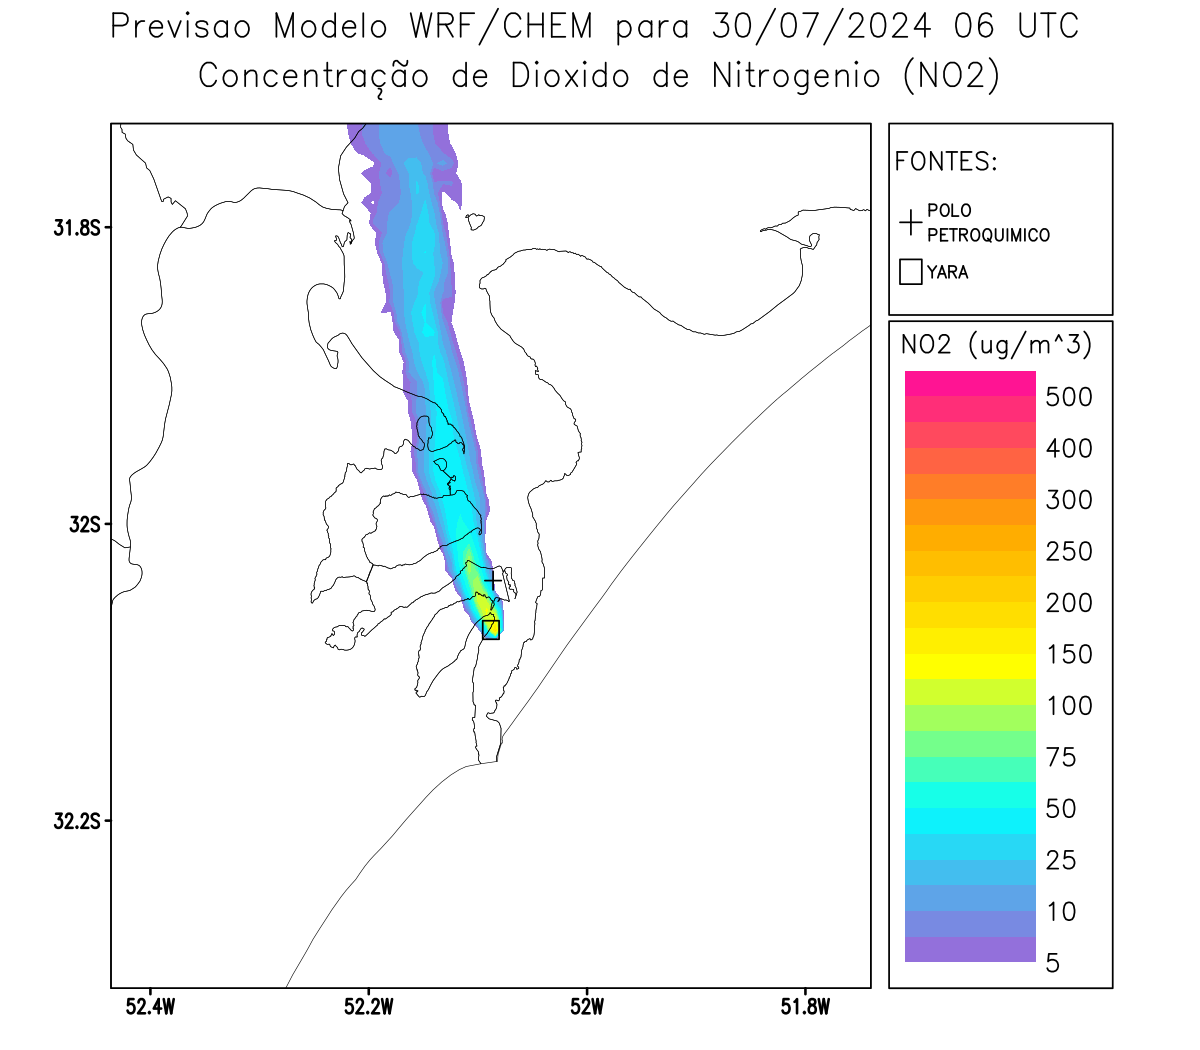 Previsao Modelo WRF/CHEM para 30/07/2024 06 UTC
Concentração de Dioxido de Nitrogenio (NO2)
FONTES:
POLO
PETROQUIMICO
YARA
NO2 (ug/m^3)
500
400
300
250
200
150
100
75
50
25
10
5
31.8S
32S
32.2S
52.4W
52.2W
52W
51.8W